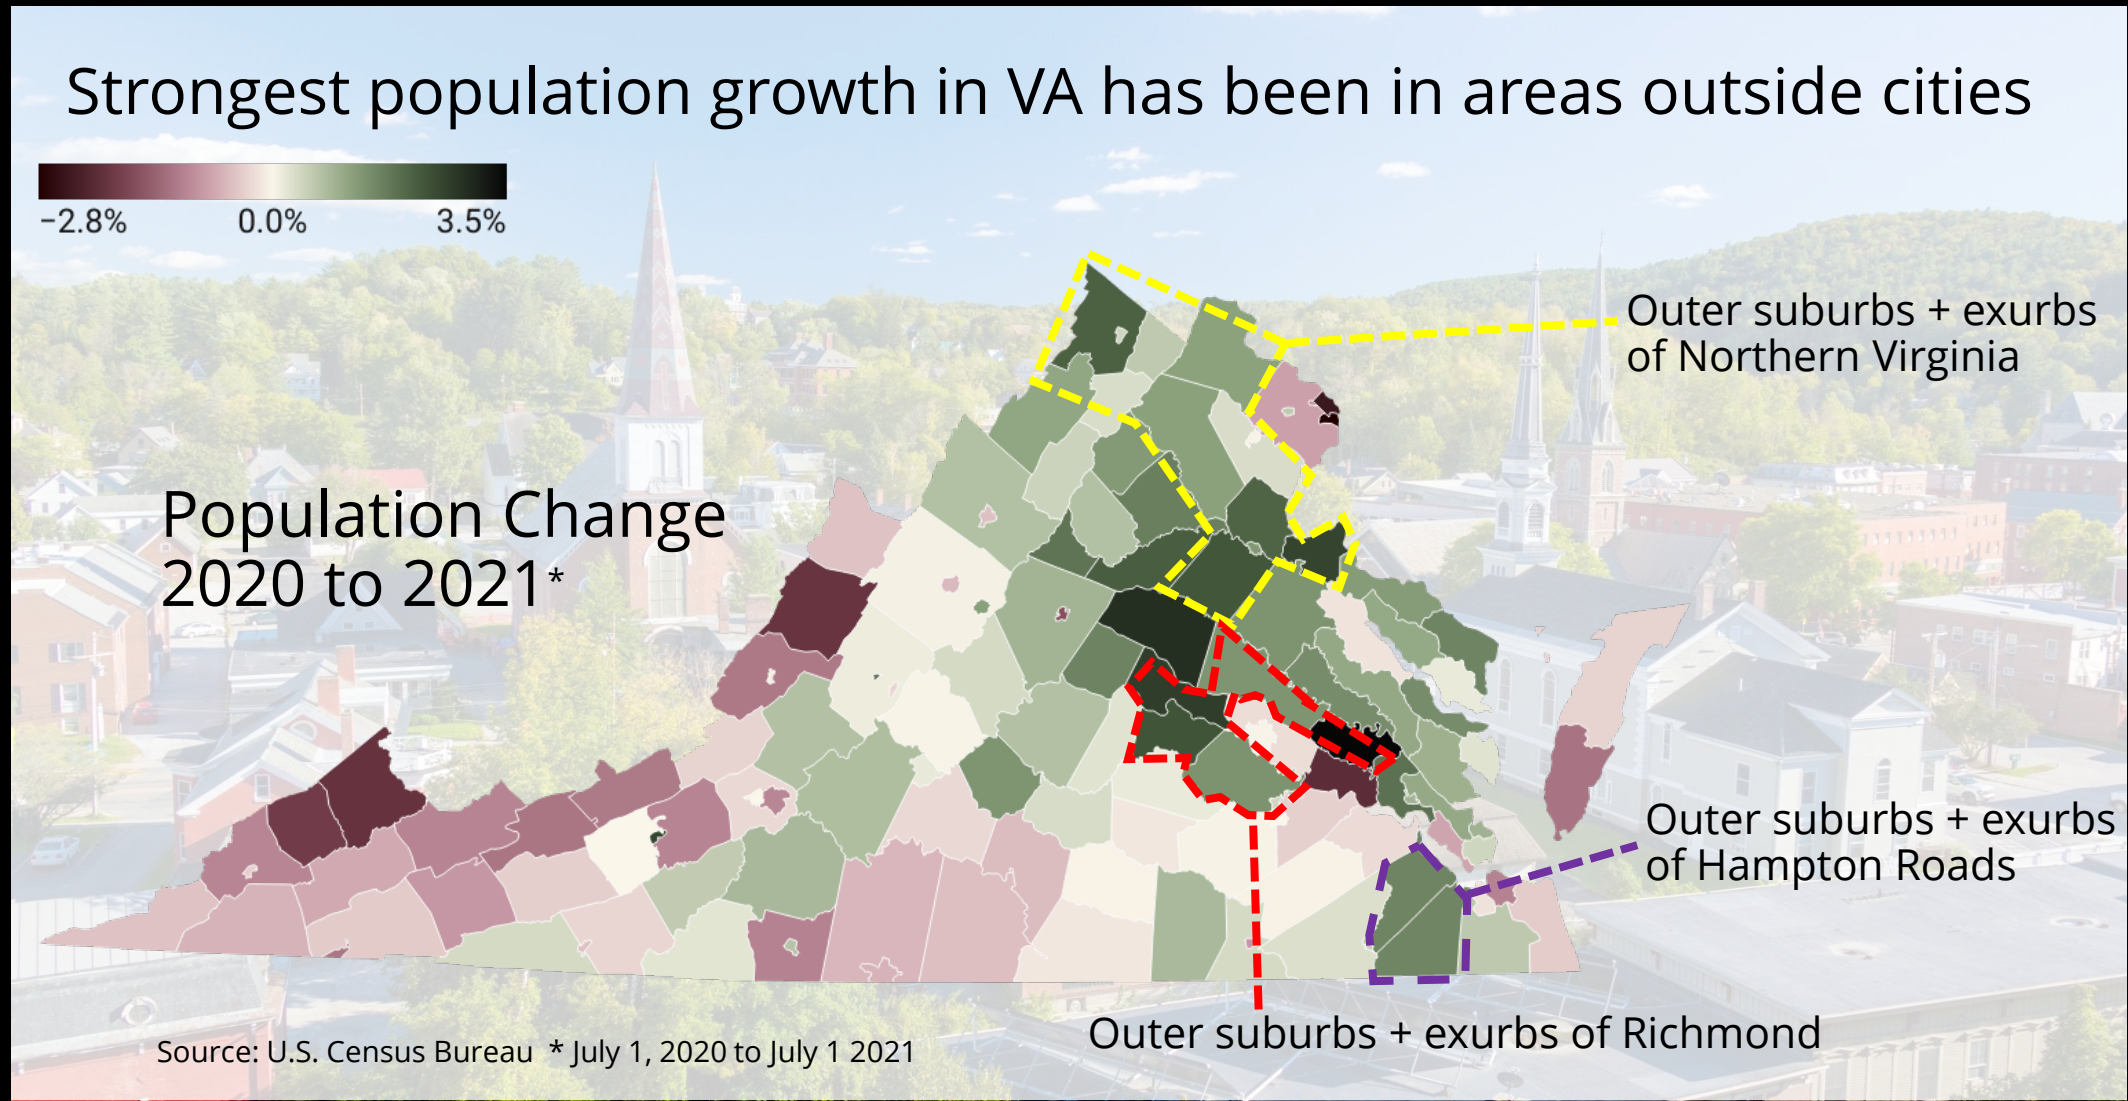 Strongest population growth in VA has been in areas outside cities
−2.8% 0.0% 3.5%
Outer suburbs + exurbs
of Northern Virginia
Population Change
2020 to 2021*
Outer suburbs + exurbs
of Hampton Roads
Outer suburbs + exurbs of Richmond
Source: U.S. Census Bureau * July 1, 2020 to July 1 2021